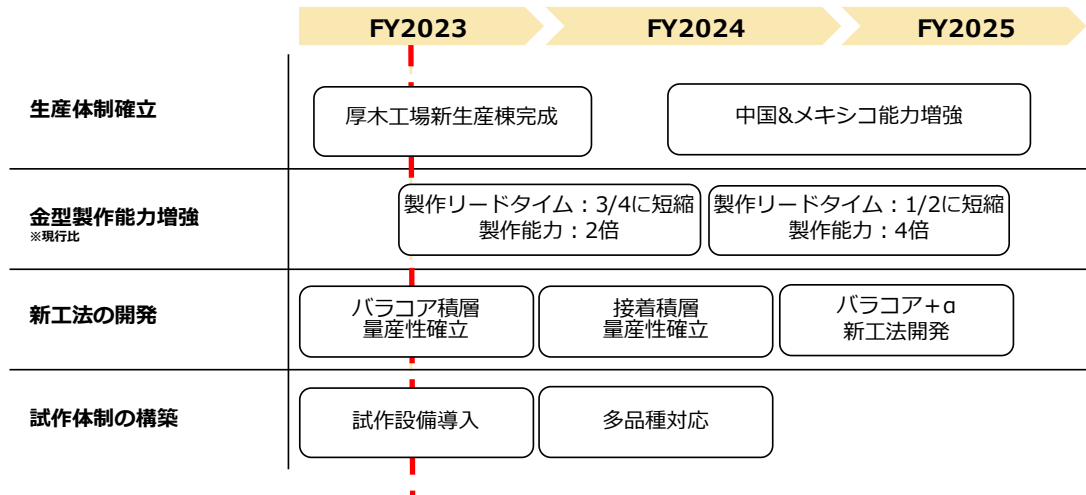 FY2023
FY2024
FY2025
生産体制確立
厚木工場新生産棟完成
中国&メキシコ能力増強
金型製作能力増強
※現行比
製作リードタイム：3/4に短縮
製作能力：2倍
製作リードタイム：1/2に短縮
製作能力：4倍
新工法の開発
バラコア積層
量産性確立
接着積層
量産性確立
バラコア＋α
新工法開発
試作体制の構築
試作設備導入
多品種対応